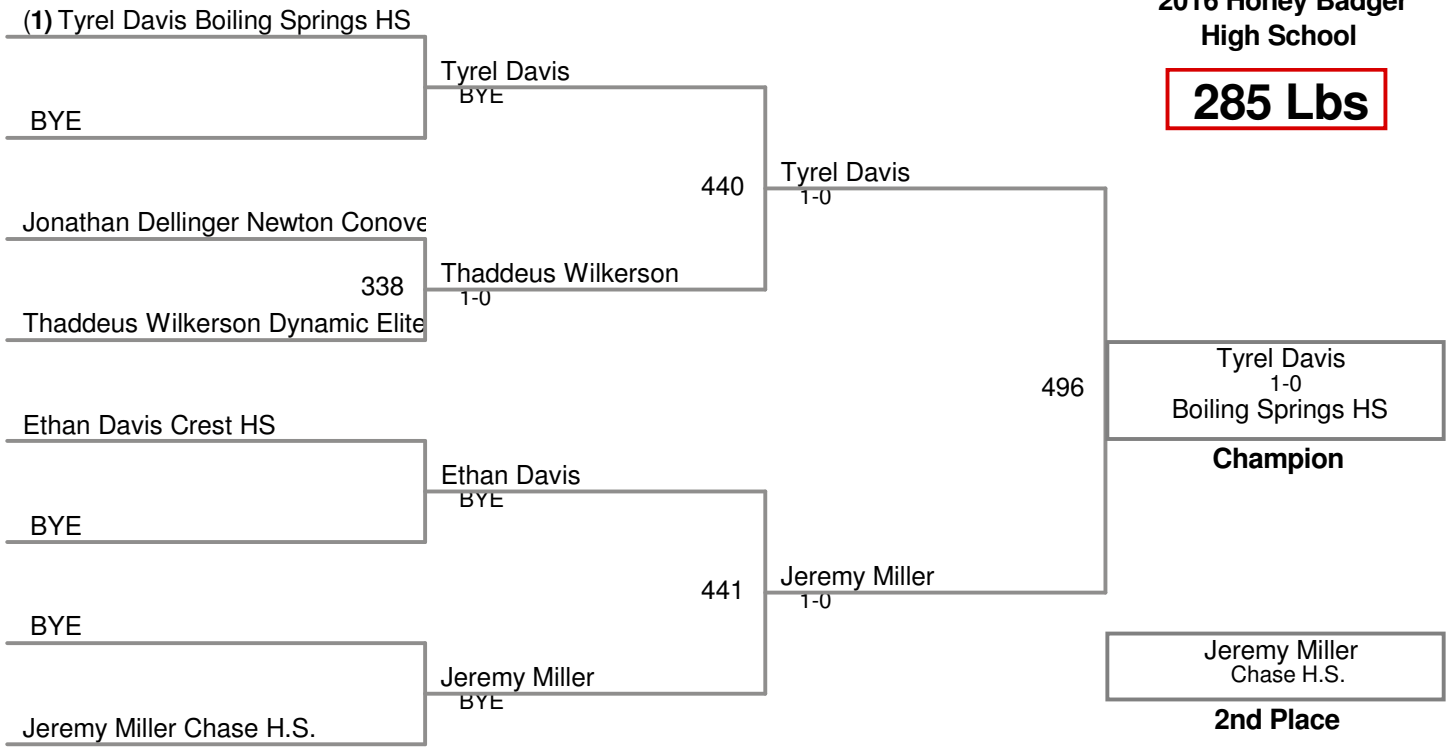 (1) Tyrel Davis Boiling Springs HS
BYE
Jonathan Dellinger Newton Conove
338
Thaddeus Wilkerson Dynamic Elite
Ethan Davis Crest HS
BYE
BYE
Jeremy Miller Chase H.S.
Tyrel Davis
BYE
440
Thaddeus Wilkerson
1-0
Ethan Davis
BYE
441
Jeremy Miller
BYE
Tyrel Davis
1-0
496
Jeremy Miller
1-0
2016 Honey Badger
High School
285 Lbs
Tyrel Davis
1-0
Boiling Springs HS
Champion
Jeremy Miller
Chase H.S.
2nd Place